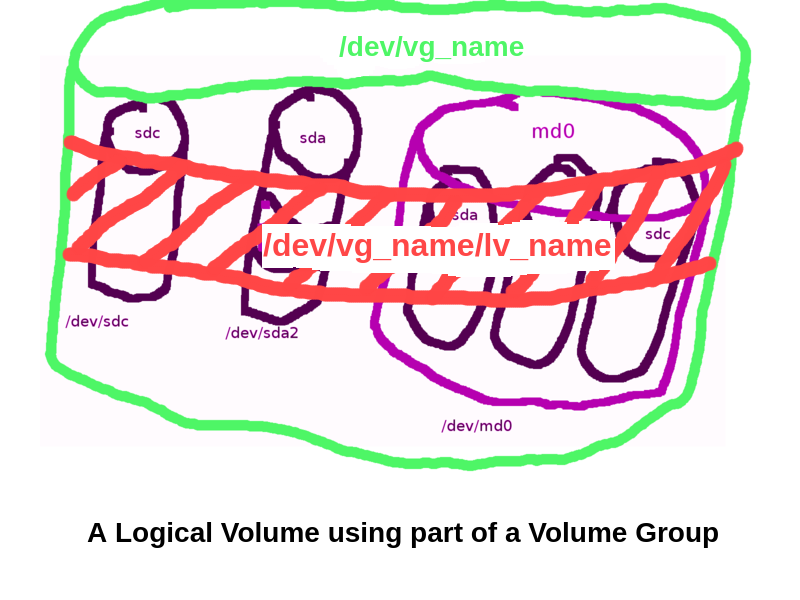 /dev/vg_name
sdc
sda
md0
sda
sdc
/dev/vg_name/lv_name
/dev/sdc
/dev/sda2
/dev/md0
A Logical Volume using part of a Volume Group